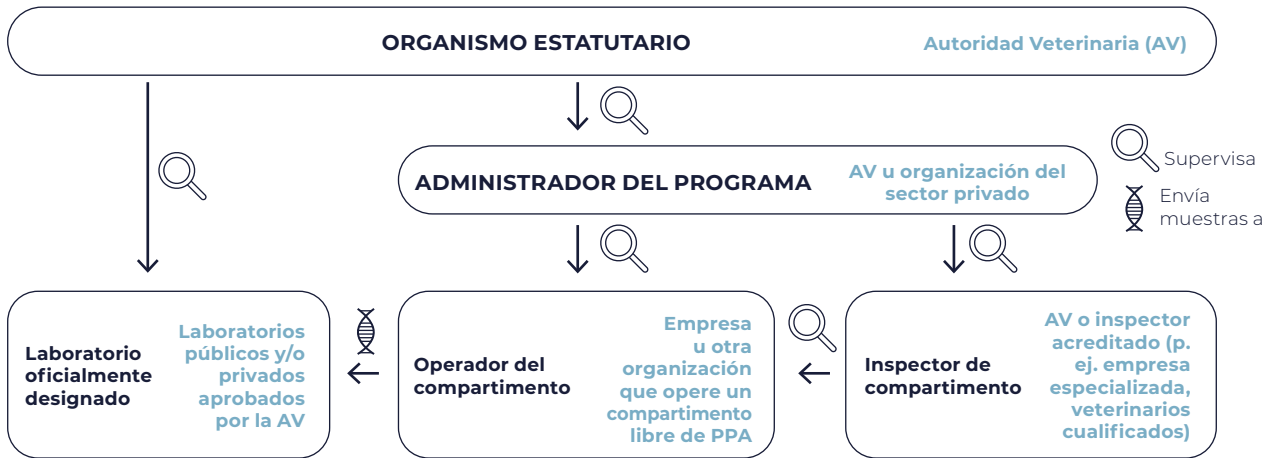 ORGANISMO ESTATUTARIO
Autoridad Veterinaria (AV)
ADMINISTRADOR DEL PROGRAMA
AV u organización del
sector privado
Supervisa
Envía
muestras a
Laboratorio
oficialmente
designado
Laboratorios
públicos y/o
privados
aprobados
por la AV
Operador del
compartimento
Empresa
u otra
organización
que opere un
compartimento
libre de PPA
Inspector de
compartimento
AV o inspector
acreditado (p.
ej. empresa
especializada,
veterinarios
cualificados)